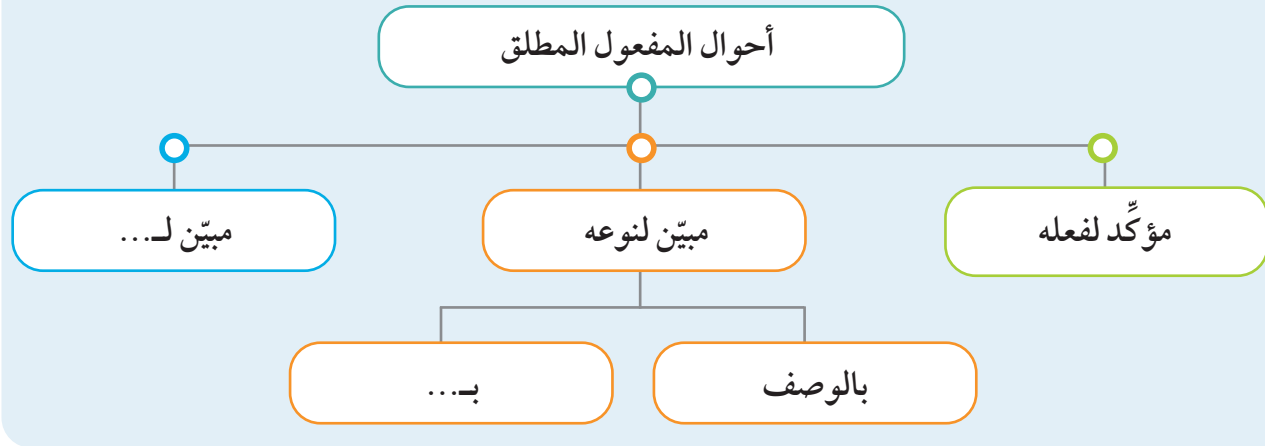 أحوال المفعول المطلق
مؤكِّد لفعله
مبيّن لنوعه
مبيّن لـ...
بالوصف
بـ...